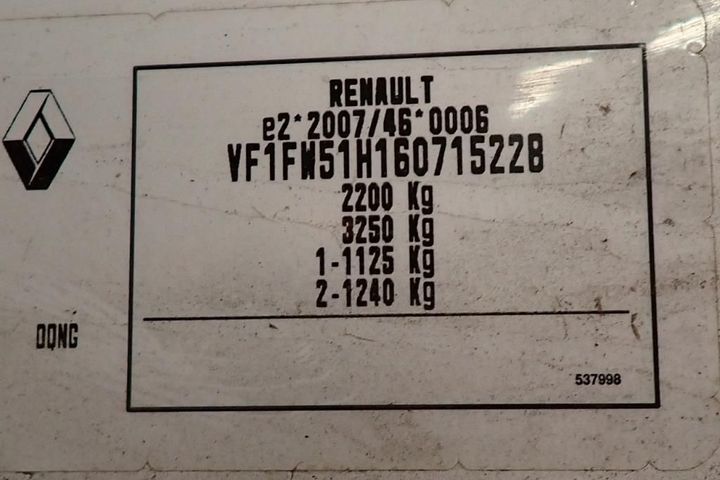 RENAULT
e2*2007/46*0006
VF1FW51H160715228
2200 Kg
3250 Kg
1-1125 Kg
2-1240 Kg
DQNG
537998